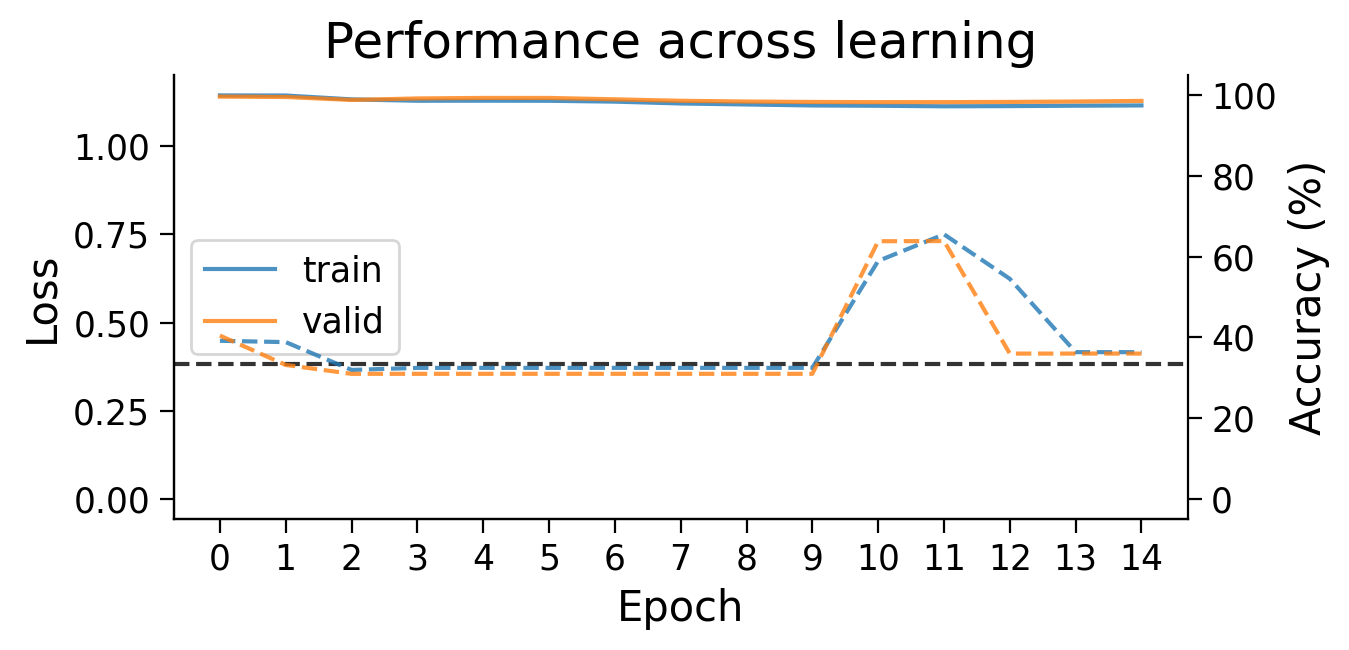 Performance across learning
Loss
1.00
0.75
0.50
0.25
0.00
train
valid
100
80
60
40
20
0
Accuracy (%)
0 1 2 3 4 5 6 7 8 9 10 11 12 13 14
Epoch